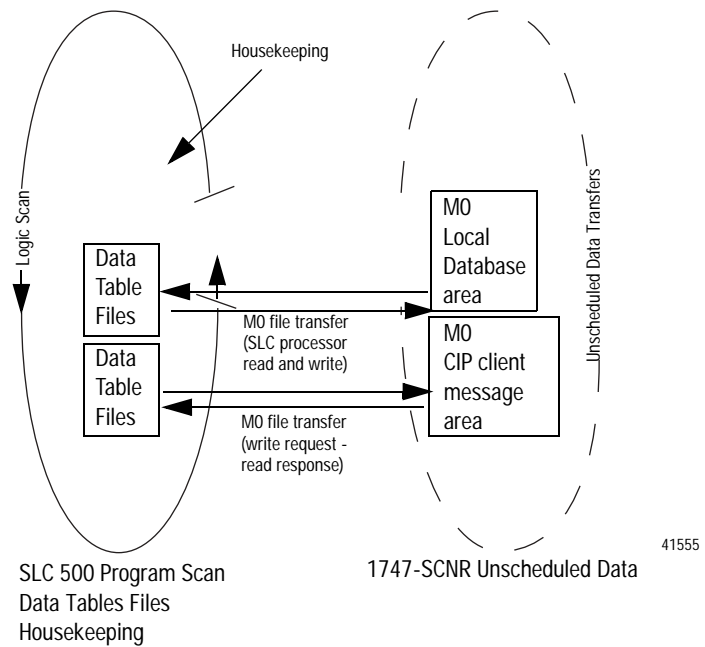 Housekeeping
Logic Scan
Unscheduled Data Transfers
Data
Table
Files
M0
Local
Database
area
M0 file transfer
(SLC processor
read and write)
Data
Table
Files
M0
CIP client
message
area
M0 file transfer
(write request -
read response)
41555
SLC 500 Program Scan
Data Tables Files
Housekeeping
1747-SCNR Unscheduled Data